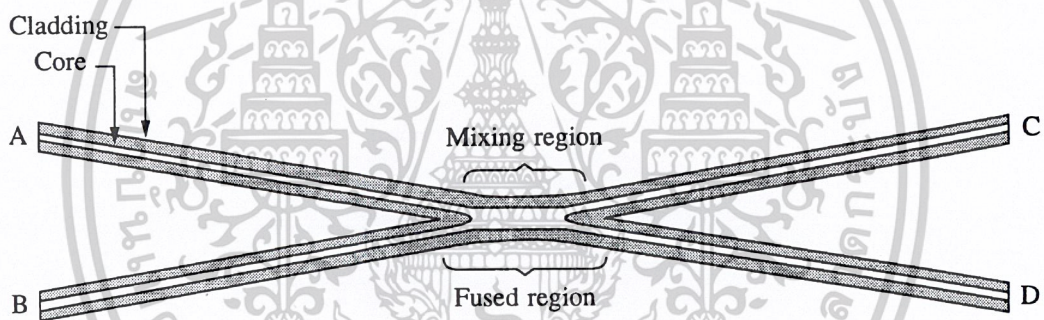 Cladding
Core
A
Mixing region
C
B
Fused region
D